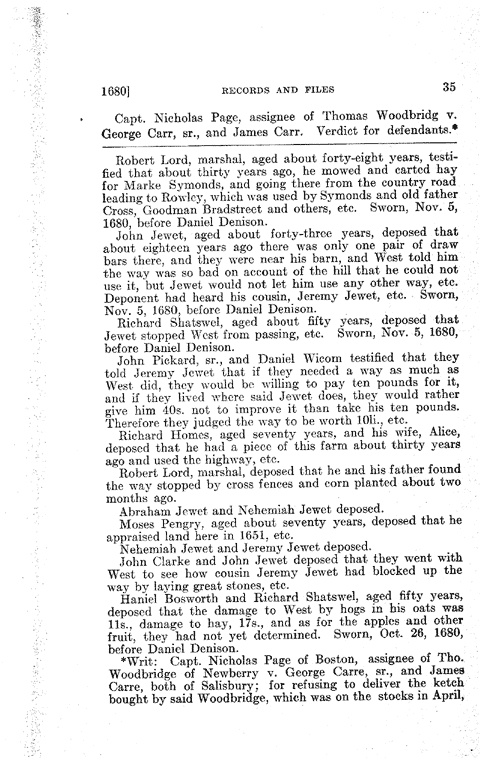 1680] RECORDS AND FILES 35
Capt. Nicholas Page, assignee of Thomas Woodbridg v.
George Carr, sr., and James Carr. Verdict for defendants.*
Robert Lord, marshal, aged about forty-eight years, testi-
fied that about thirty years ago, he mowed and carted hay
for Marke Symonds, and going there from the country road
leading to Rowley, which was used by Symonds and old father
Cross, Goodman Bradstreet and others, etc. Sworn, Nov. 5,
1680, before Daniel Denison.
John Jewet, aged about forty-three years, deposed that
about eighteen years ago there was only one pair of draw
bars there, and they were near his barn, and West told him
the way was so bad on account of the hill that he could not
use it, but Jewet would not let him use any other way, etc.
Deponent had heard his cousin, Jeremy Jewet, etc. Sworn,
Nov. 5, 1680, before Daniel Denison.
Richard Shatswel, aged about fifty years, deposed that
Jewet stopped West from passing, etc. Sworn, Nov. 5, 1680,
before Daniel Denison.
John Pickard, sr., and Daniel Wicom testified that they
told Jeremy Jewet that if they needed a way as much as
West did, they would be willing to pay ten pounds for it,
and if they lived where said Jewet does, they would rather
give him 40s. not to improve it than take his ten pounds.
Therefore they judged the way to be worth 10li., etc.
Richard Homes, aged seventy years, and his wife, Alice,
deposed that he had a piece of this farm about thirty years
ago and used the highway, etc.
Robert Lord, marshal, deposed that he and his father found
the way stopped by cross fences and corn planted about two
months ago.
Abraham Jewet and Nehemiah Jewet deposed.
Moses Pengry, aged about seventy years, deposed that he
appraised land here in 1651, etc.
Nehemiah Jewet and Jeremy Jewet deposed.
John Clarke and John Jewet deposed that they went with
West to see how cousin Jeremy Jewet had blocked up the
way by laying great stones, etc.
Haniel Bosworth and Richard Shatswel, aged fifty years,
deposed that the damage to West by hogs in his oats was
11s., damage to hay, 17s., and as for the apples and other
fruit, they had not yet determined. Sworn, Oct. 26, 1680,
before Daniel Denison.
*Writ: Capt. Nicholas Page of Boston, assignee of Tho.
Woodbridge of Newberry v. George Carre, sr., and James
Carre, both of Salisbury; for refusing to deliver the ketch
bought by said Woodbridge, which was on the stocks in April,